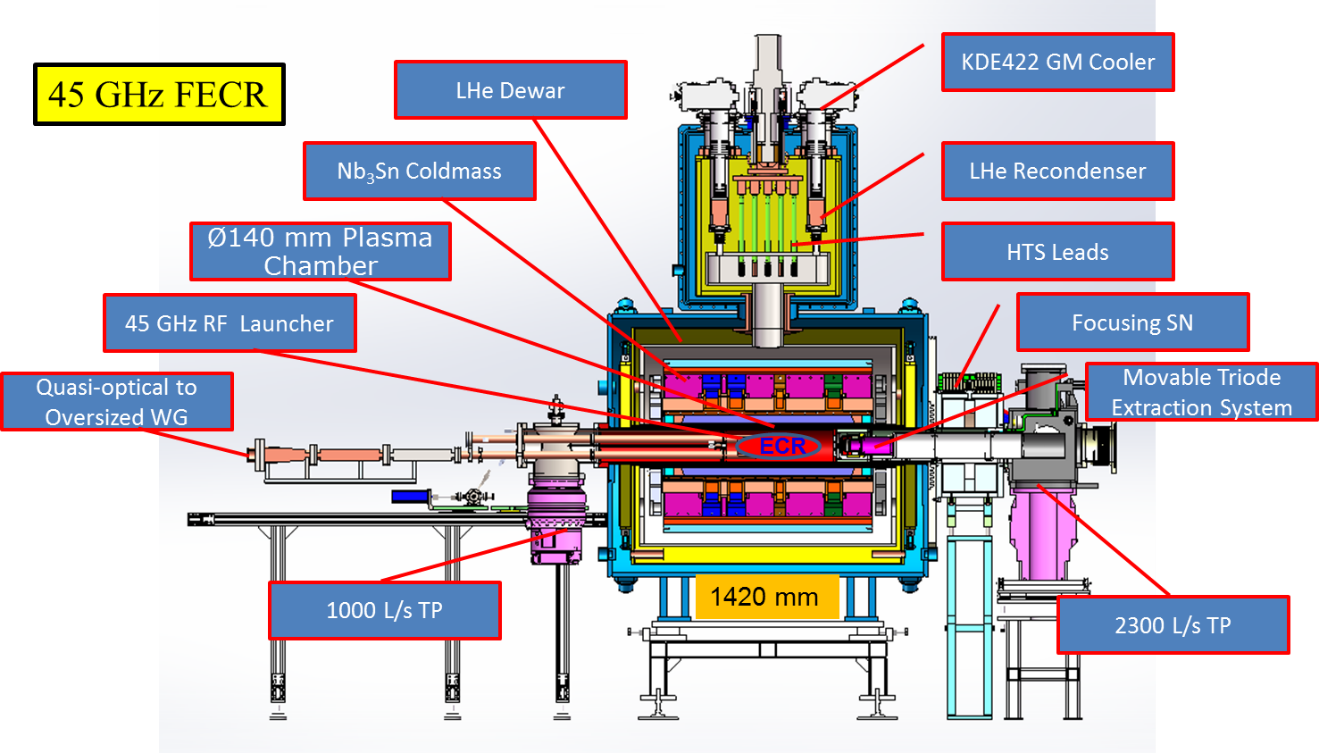 45 GHz FECR
LHe Dewar
KDE422 GM Cooler
Nb₃Sn Coldmass
LHe Recondenser
Ø140 mm Plasma
Chamber
HTS Leads
45 GHz RF Launcher
Focusing SN
Quasi-optical to
Oversized WG
Movable Triode
Extraction System
ECR
1420 mm
1000 L/s TP
2300 L/s TP